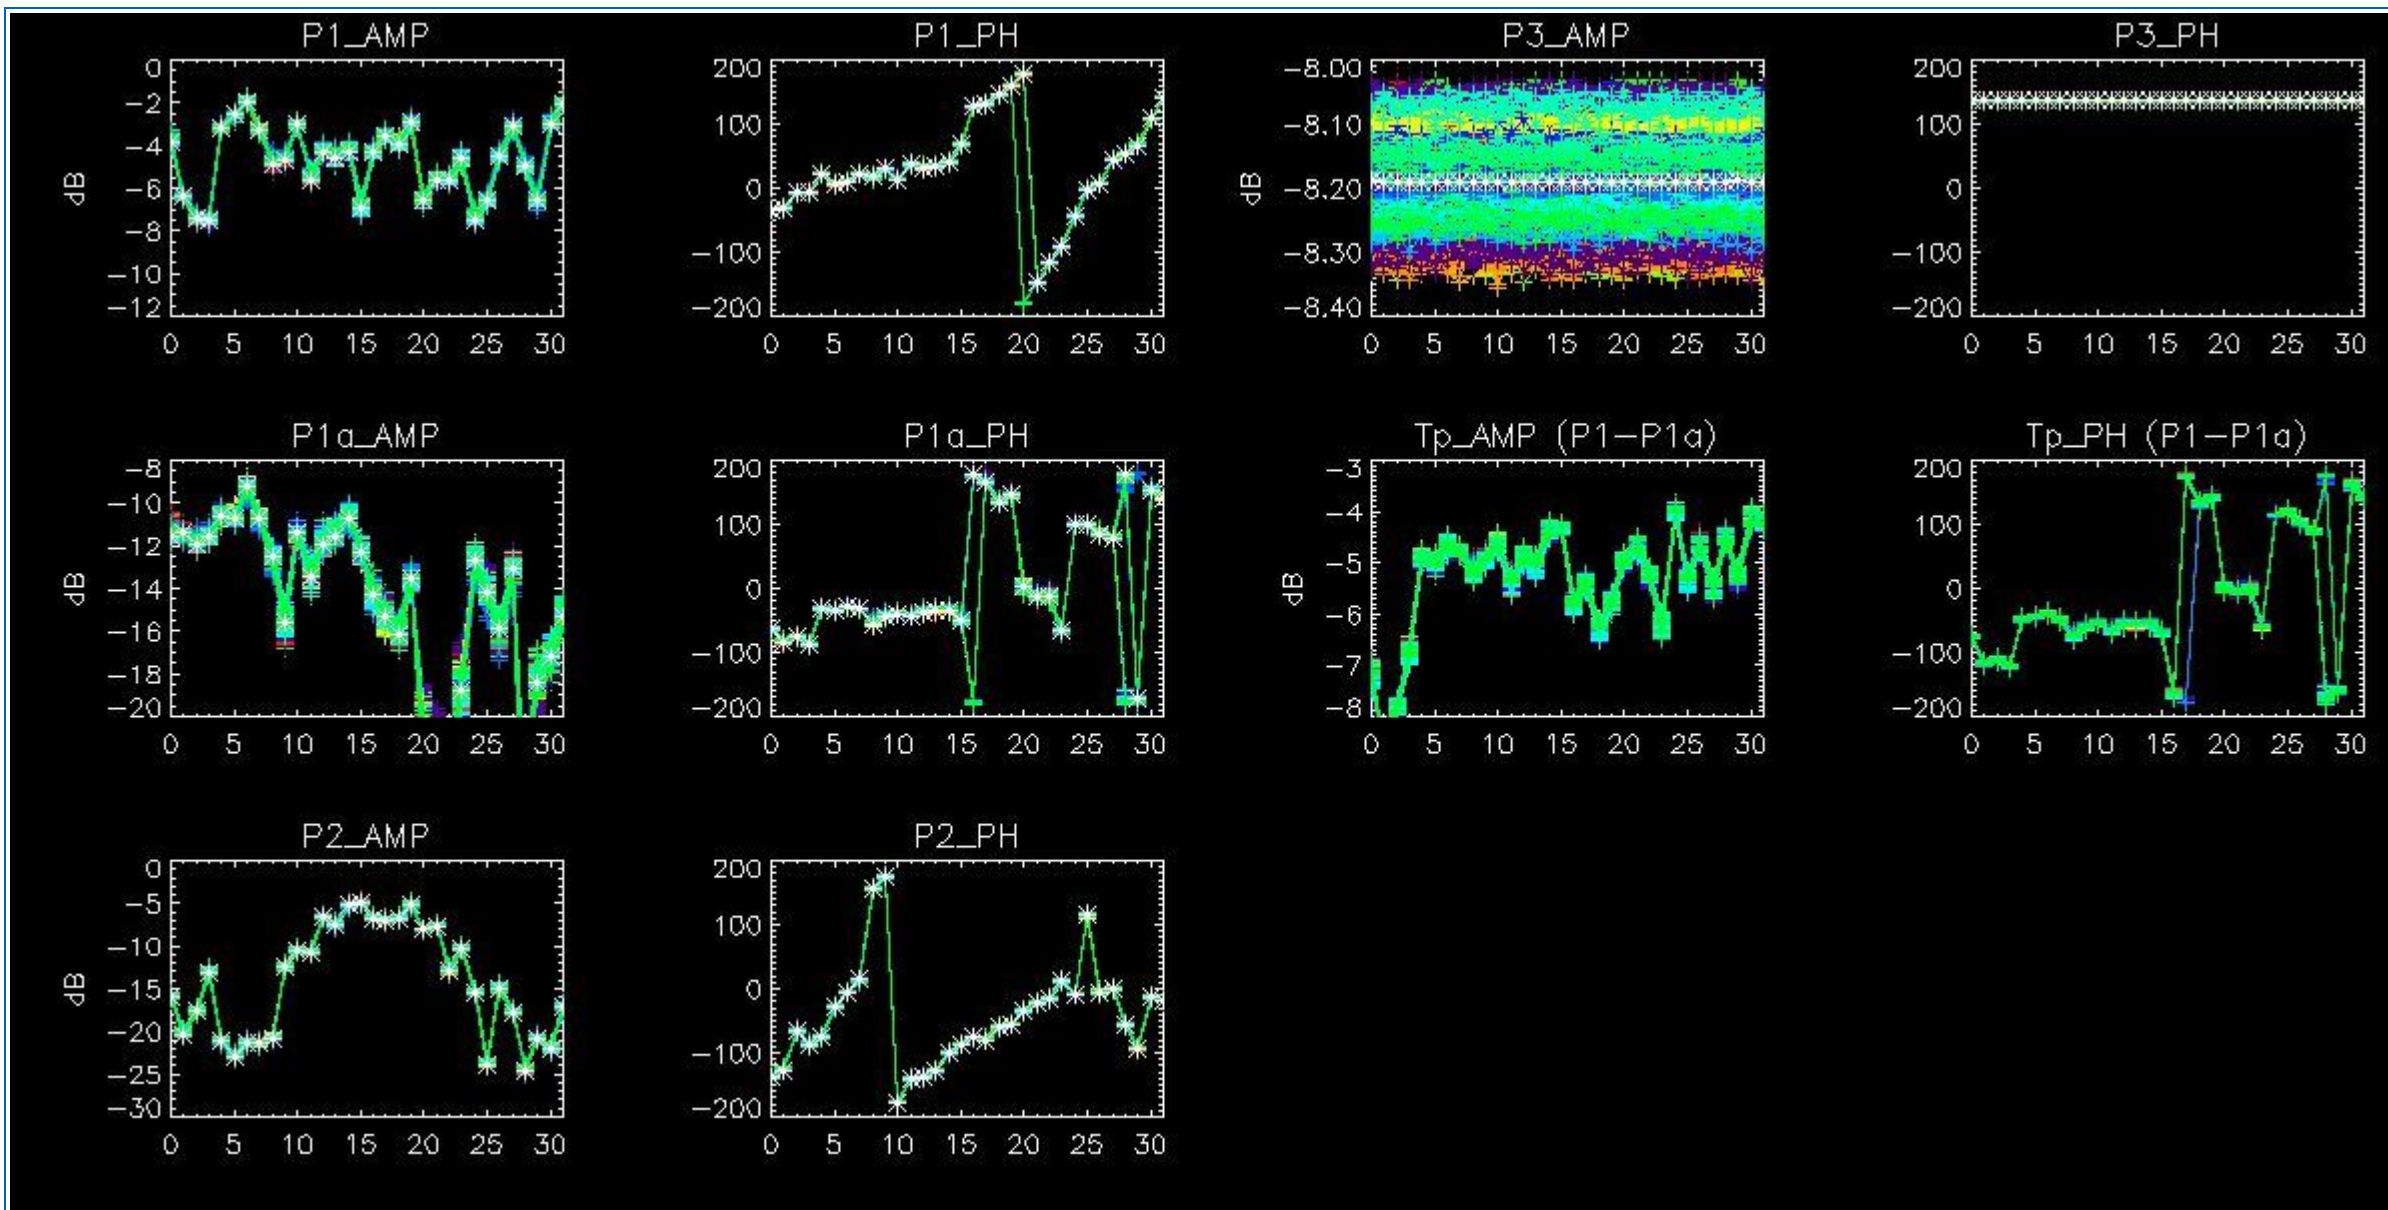 P1_AMP
0
−2
−4
−6
−8
−10
−12
dB
0 5 10 15 20 25 30
P1_PH
200
100
0
−100
−200
0 5 10 15 20 25 30
P3_AMP
−8.00
−8.10
−8.20
−8.30
−8.40
dB
0 5 10 15 20 25 30
P3_PH
200
100
0
−100
−200
0 5 10 15 20 25 30
P1a_AMP
−8
−10
−12
−14
−16
−18
−20
dB
0 5 10 15 20 25 30
P1a_PH
200
100
0
−100
−200
0 5 10 15 20 25 30
Tp_AMP (P1−P1a)
−3
−4
−5
−6
−7
−8
dB
0 5 10 15 20 25 30
Tp_PH (P1−P1a)
200
100
0
−100
−200
0 5 10 15 20 25 30
P2_AMP
0
−5
−10
−15
−20
−25
−30
dB
0 5 10 15 20 25 30
P2_PH
200
100
0
−100
−200
0 5 10 15 20 25 30